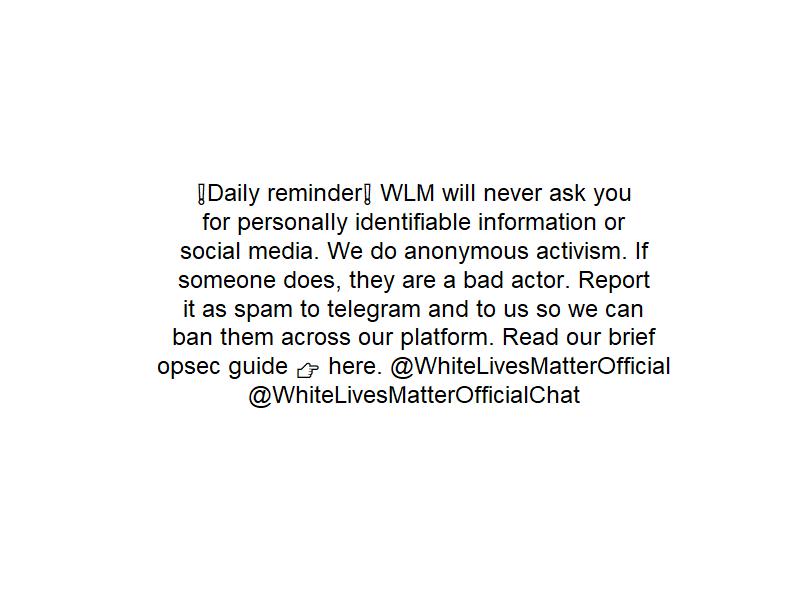 ❗Daily reminder❗ WLM will never ask you
for personally identifiable information or
social media. We do anonymous activism. If
someone does, they are a bad actor. Report
it as spam to telegram and to us so we can
ban them across our platform. Read our brief
opsec guide 👉 here. @WhiteLivesMatterOfficial
@WhiteLivesMatterOfficialChat